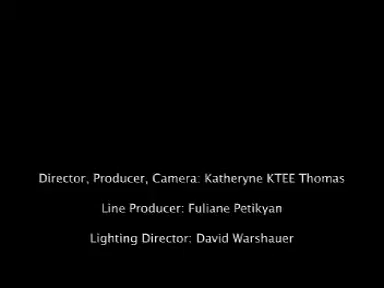 Director, Producer, Camera: Katheryne KTEE Thomas
Line Producer: Fuliane Petikyan
Lighting Director: David Warshauer